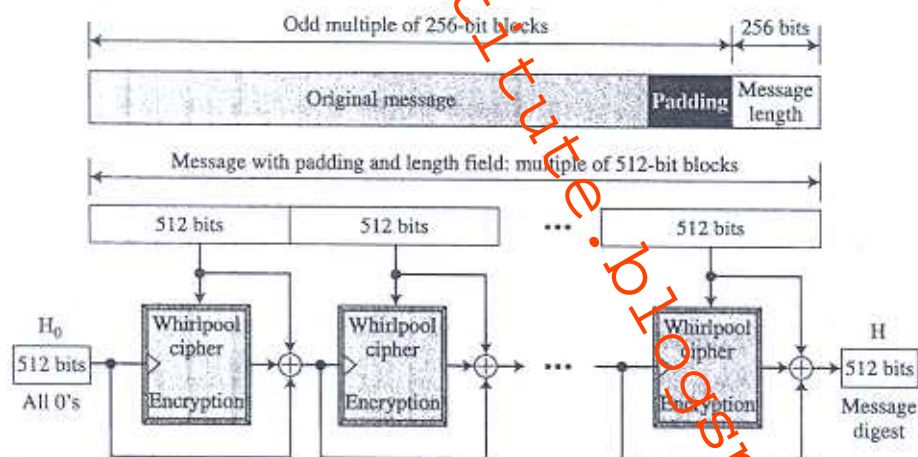 Odd multiple of 256-bit blocks
256 bits
Original message
Padding
Message length
Message with padding and length field: multiple of 512-bit blocks
512 bits
512 bits
...
512 bits
H0
512 bits
All 0's
Whirlpool cipher
Encryption
Whirlpool cipher
Encryption
...
Whirlpool cipher
Encryption
H
512 bits
Message digest
citute.blogs